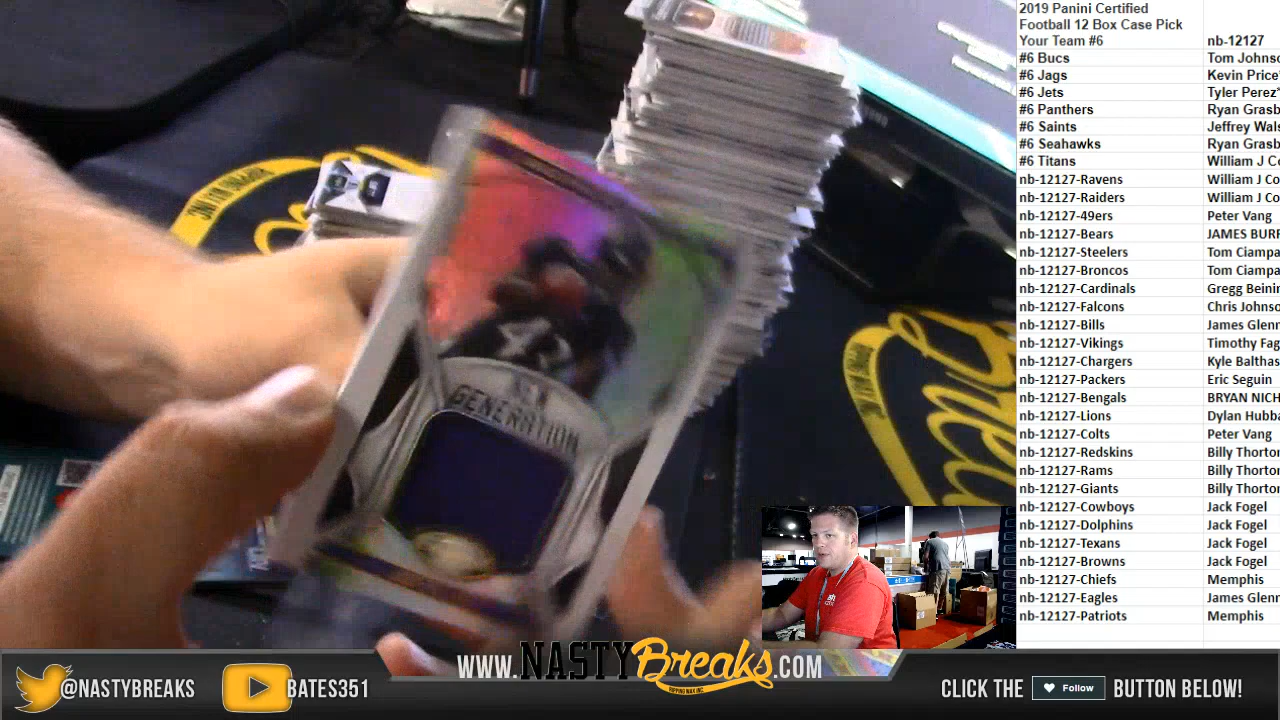 2019 Panini Certified
Football 12 Box Case Pick
Your Team #6 nb-12127
#6 Bucs Tom Johnso
#6 Jags Kevin Price
#6 Jets Tyler Perez*
#6 Panthers Ryan Grasb
#6 Saints Jeffrey Wals
#6 Seahawks Ryan Grasb
#6 Titans William J Co
nb-12127-Ravens William J Co
nb-12127-Raiders William J Co
nb-12127-49ers Peter Vang
nb-12127-Bears JAMES BURR
nb-12127-Steelers Tom Ciampa
nb-12127-Broncos Tom Ciampa
nb-12127-Cardinals Gregg Beinin
nb-12127-Falcons Chris Johnso
nb-12127-Bills James Glenn
nb-12127-Vikings Timothy Fag
nb-12127-Chargers Kyle Balthas
nb-12127-Packers Eric Seguin
nb-12127-Bengals BRYAN NICH
nb-12127-Lions Dylan Hubba
nb-12127-Colts Peter Vang
nb-12127-Redskins Billy Thorton
nb-12127-Rams Billy Thorton
nb-12127-Giants Billy Thorton
nb-12127-Cowboys Jack Fogel
nb-12127-Dolphins Jack Fogel
nb-12127-Texans Jack Fogel
nb-12127-Browns Jack Fogel
nb-12127-Chiefs Memphis
nb-12127-Eagles James Glenn
nb-12127-Patriots Memphis
43
NEW
GENERATION
@NASTYBREAKS
BATES351
WWW.NASTYBreaks.COM
RIPPING WAX INC
CLICK THE Follow BUTTON BELOW!